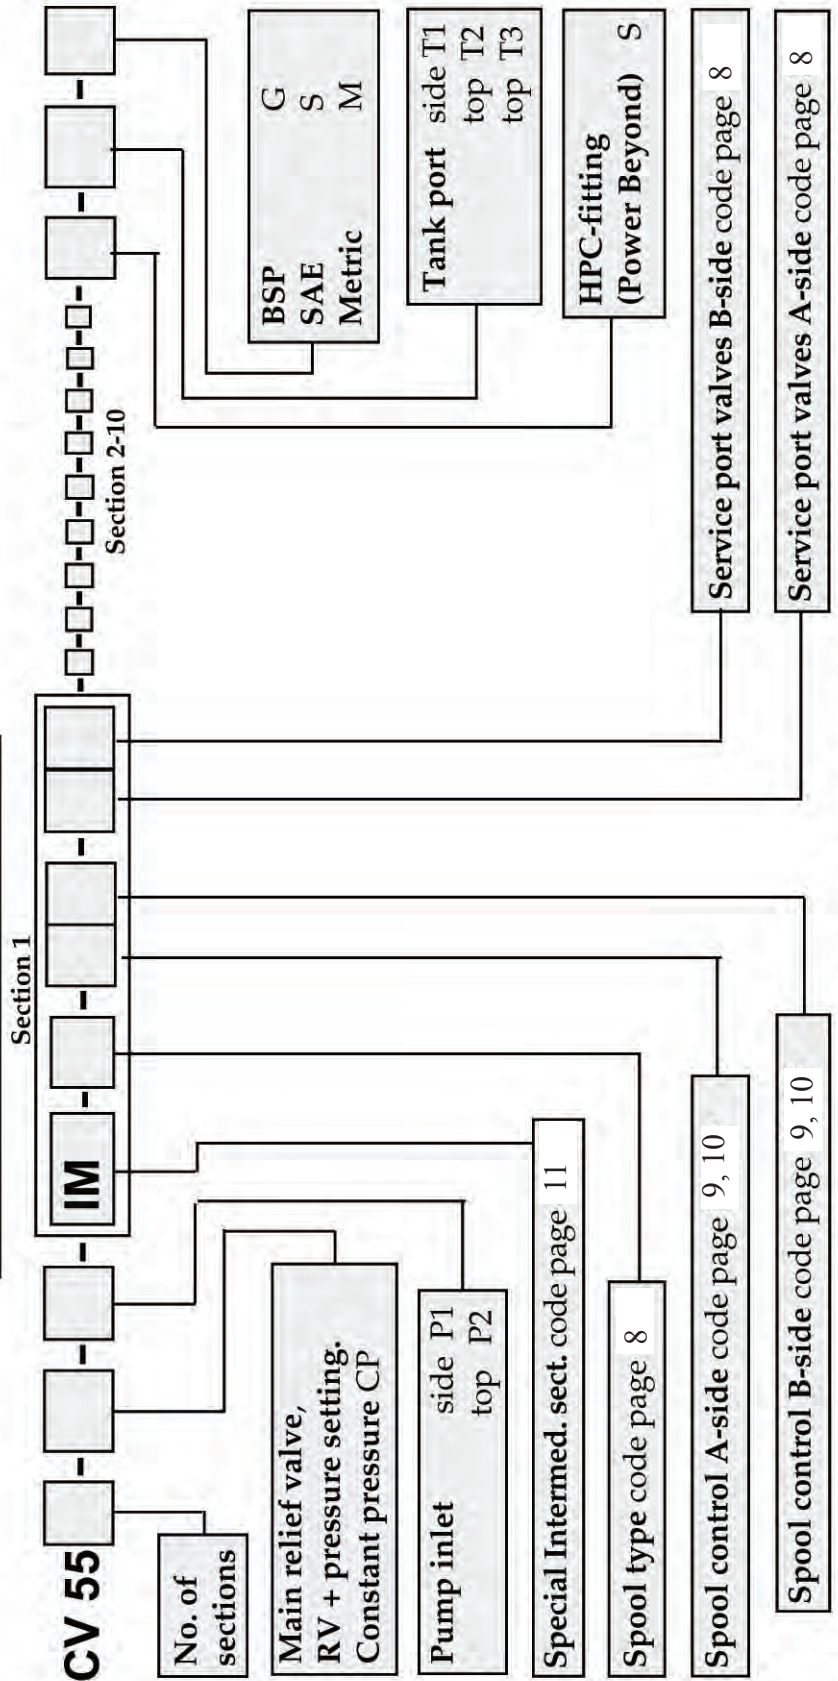 Section 1
CV 55
IM
Section 2-10
No. of
sections
Main relief valve,
RV + pressure setting.
Constant pressure CP
Pump inlet side P1
top P2
Special Intermed. sect. code page 11
Spool type code page 8
Spool control A-side code page 9, 10
Spool control B-side code page 9, 10
BSP G
SAE S
Metric M
Tank port side T1
top T2
top T3
HPC-fitting
(Power Beyond) S
Service port valves B-side code page 8
Service port valves A-side code page 8